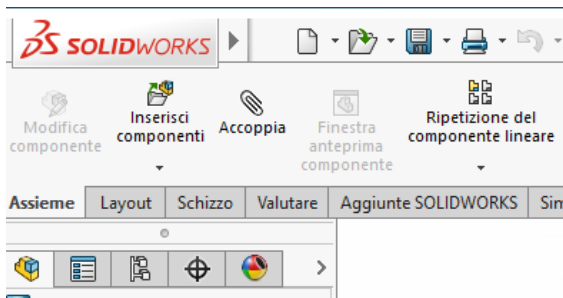 SOLIDWORKS
Modifica
componente
Inserisci
componenti
Accoppia
Finestra
anteprima
componente
Ripetizione del
componente lineare
Assieme
Layout
Schizzo
Valutare
Aggiunte SOLIDWORKS